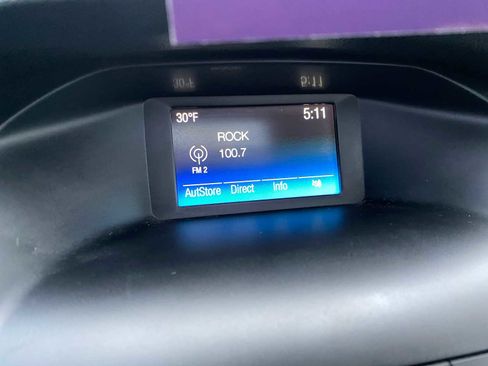 30°F 5:11
ROCK
100.7
FM 2
AutStore Direct Info